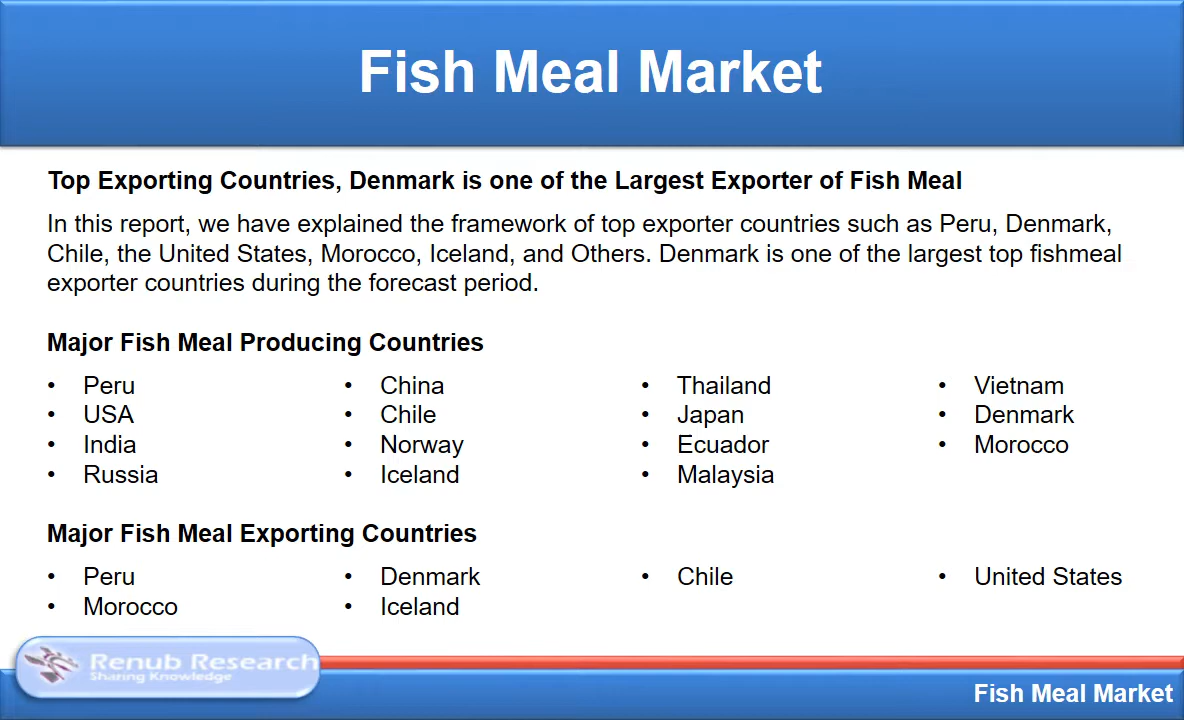 Fish Meal Market
Top Exporting Countries, Denmark is one of the Largest Exporter of Fish Meal
In this report, we have explained the framework of top exporter countries such as Peru, Denmark,
Chile, the United States, Morocco, Iceland, and Others. Denmark is one of the largest top fishmeal
exporter countries during the forecast period.
Major Fish Meal Producing Countries
• Peru • China • Thailand • Vietnam
• USA • Chile • Japan • Denmark
• India • Norway • Ecuador • Morocco
• Russia • Iceland • Malaysia
Major Fish Meal Exporting Countries
• Peru • Denmark • Chile • United States
• Morocco • Iceland
Renub Research
Sharing Knowledge
Fish Meal Market